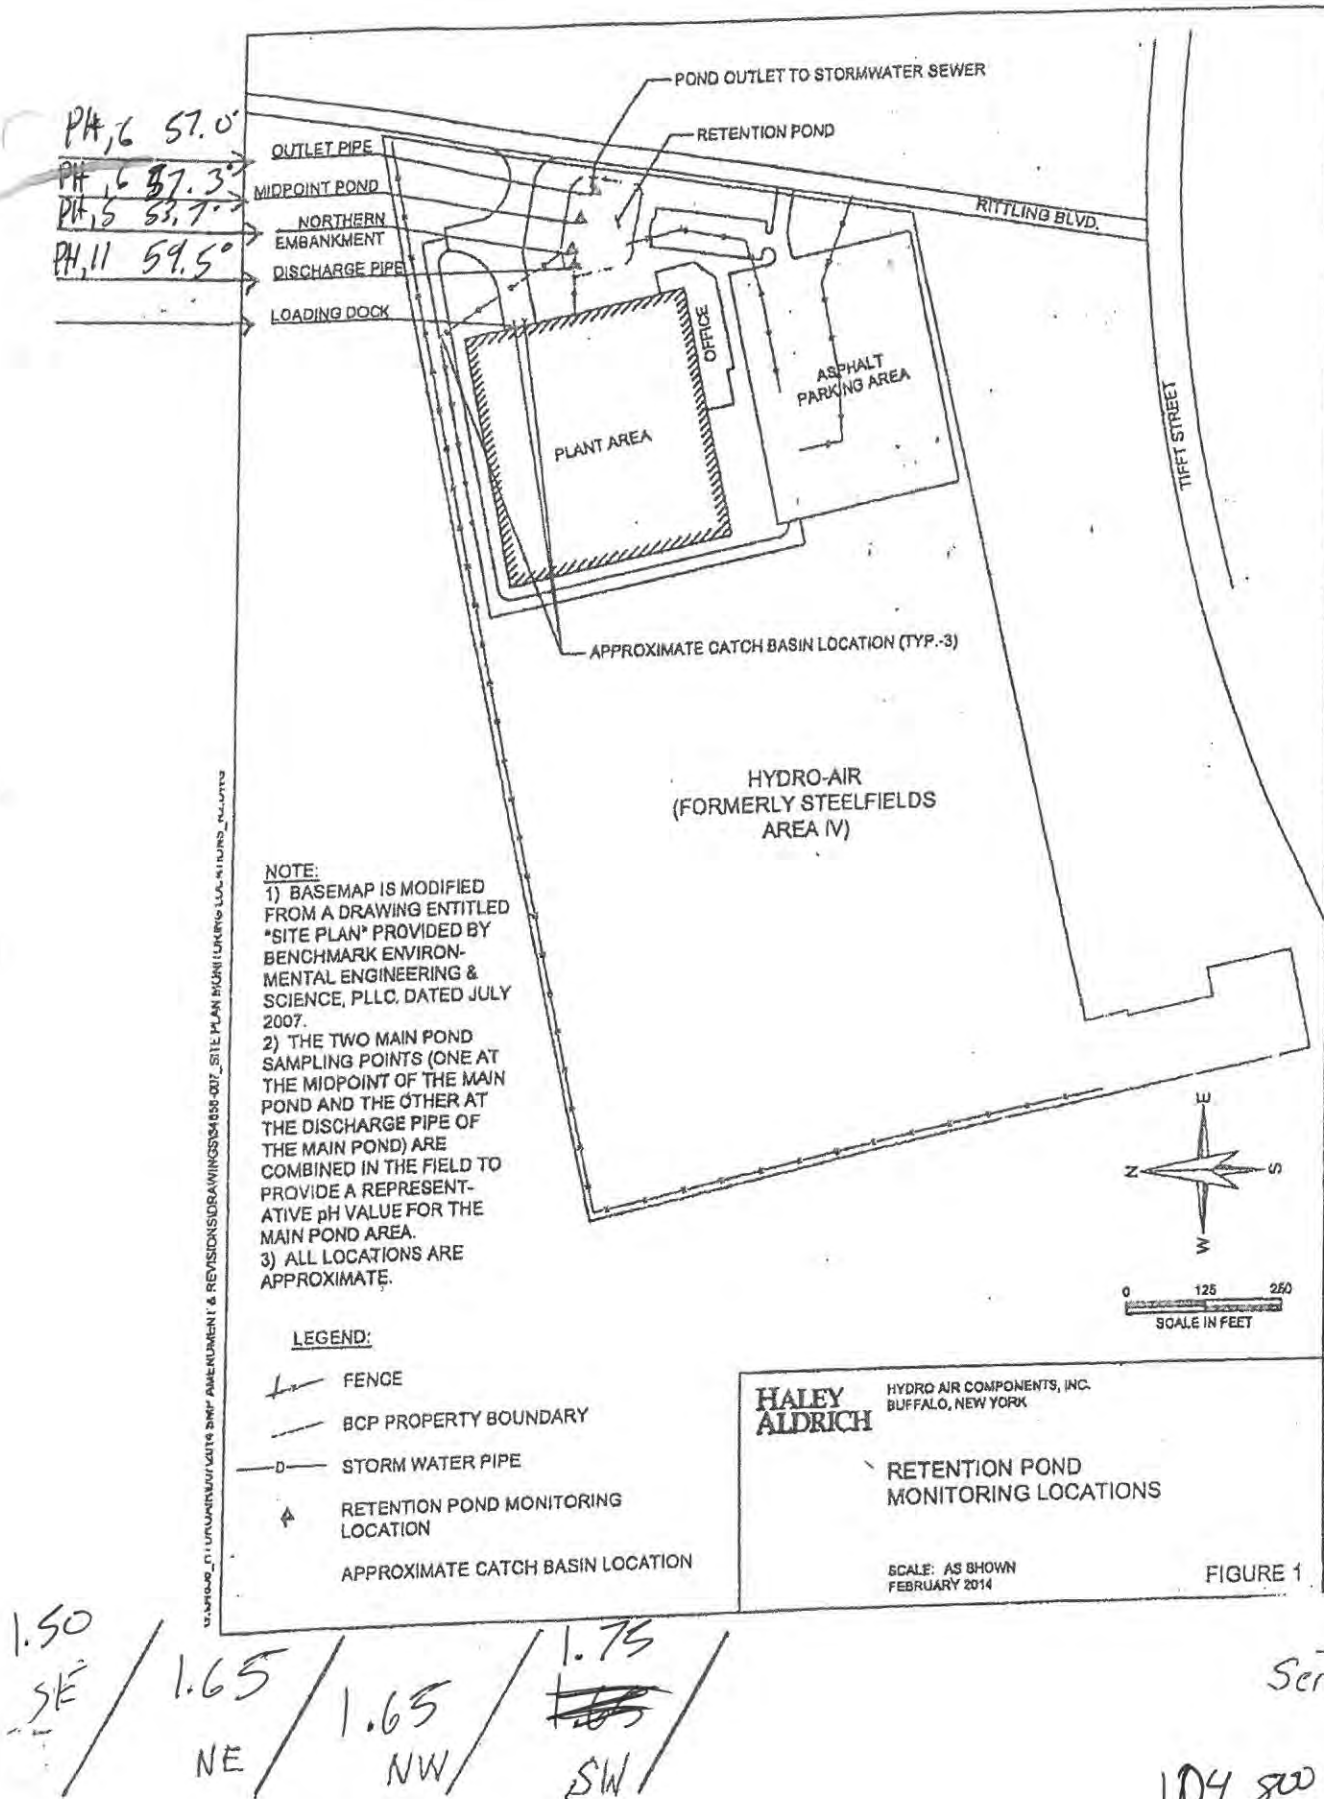 POND OUTLET TO STORMWATER SEWER
RETENTION POND
PH,6 57.0°
OUTLET PIPE
PH,6 57.3°
MIDPOINT POND
PH,5 53.7°
NORTHERN
EMBANKMENT
PH,11 59.5°
DISCHARGE PIPE
LOADING DOCK
RITTLING BLVD.
OFFICE
ASPHALT
PARKING AREA
PLANT AREA
TIFFT STREET
APPROXIMATE CATCH BASIN LOCATION (TYP.-3)
HYDRO-AIR
(FORMERLY STEELFIELDS
AREA IV)
NOTE:
1) BASEMAP IS MODIFIED
FROM A DRAWING ENTITLED
"SITE PLAN" PROVIDED BY
BENCHMARK ENVIRON-
MENTAL ENGINEERING &
SCIENCE, PLLC, DATED JULY
2007.
2) THE TWO MAIN POND
SAMPLING POINTS (ONE AT
THE MIDPOINT OF THE MAIN
POND AND THE OTHER AT
THE DISCHARGE PIPE OF
THE MAIN POND) ARE
COMBINED IN THE FIELD TO
PROVIDE A REPRESENT-
ATIVE pH VALUE FOR THE
MAIN POND AREA.
3) ALL LOCATIONS ARE
APPROXIMATE.
E
N
S
W
0 125 250
SCALE IN FEET
LEGEND:
FENCE
BCP PROPERTY BOUNDARY
D STORM WATER PIPE
RETENTION POND MONITORING
LOCATION
APPROXIMATE CATCH BASIN LOCATION
HALEY
ALDRICH
HYDRO AIR COMPONENTS, INC.
BUFFALO, NEW YORK
RETENTION POND
MONITORING LOCATIONS
SCALE: AS SHOWN
FEBRUARY 2014
FIGURE 1
1.50
SE
1.65
NE
1.65
NW
1.75
1.65
SW